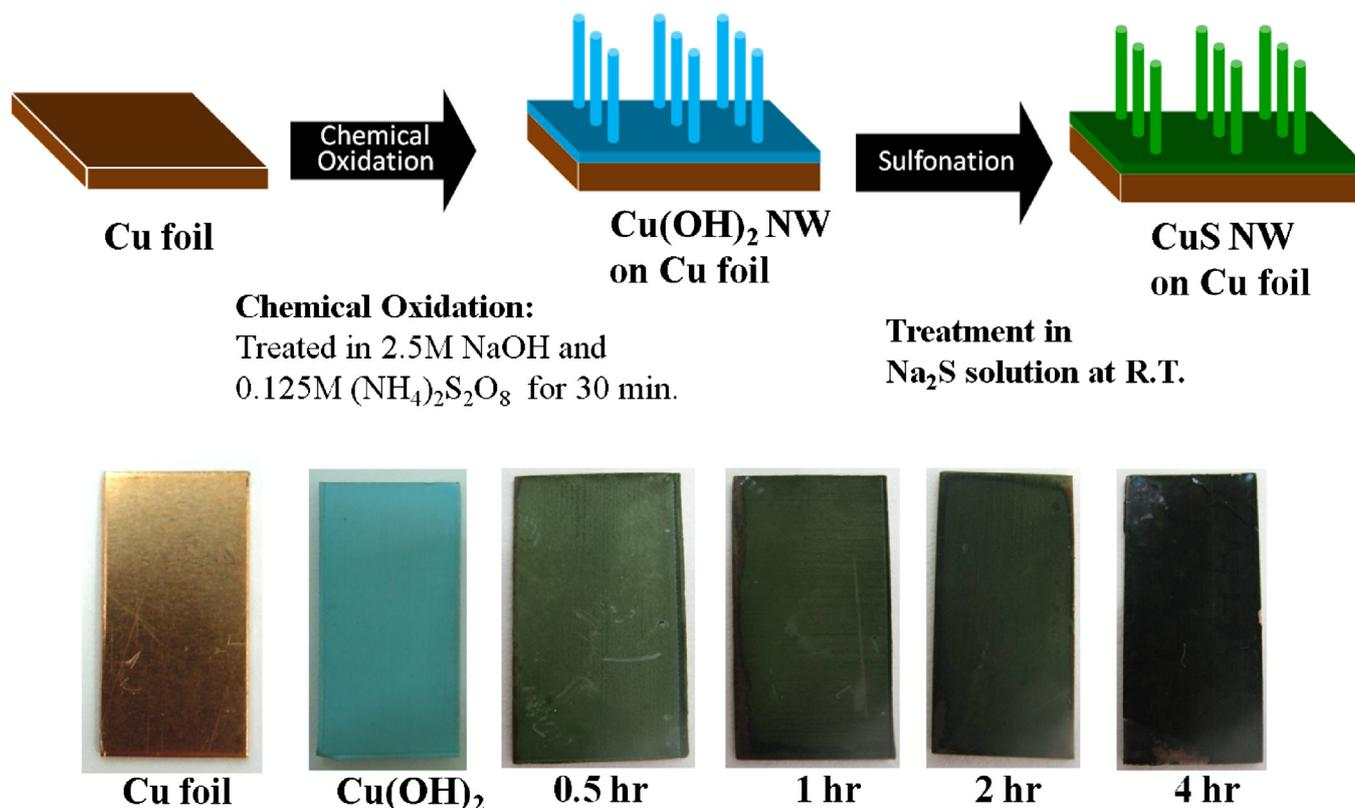 Chemical
Oxidation
Sulfonation
Cu foil
Cu(OH)₂ NW
on Cu foil
CuS NW
on Cu foil
Chemical Oxidation:
Treated in 2.5M NaOH and
0.125M (NH₄)₂S₂O₈ for 30 min.
Treatment in
Na₂S solution at R.T.
Cu foil
Cu(OH)₂
0.5 hr
1 hr
2 hr
4 hr